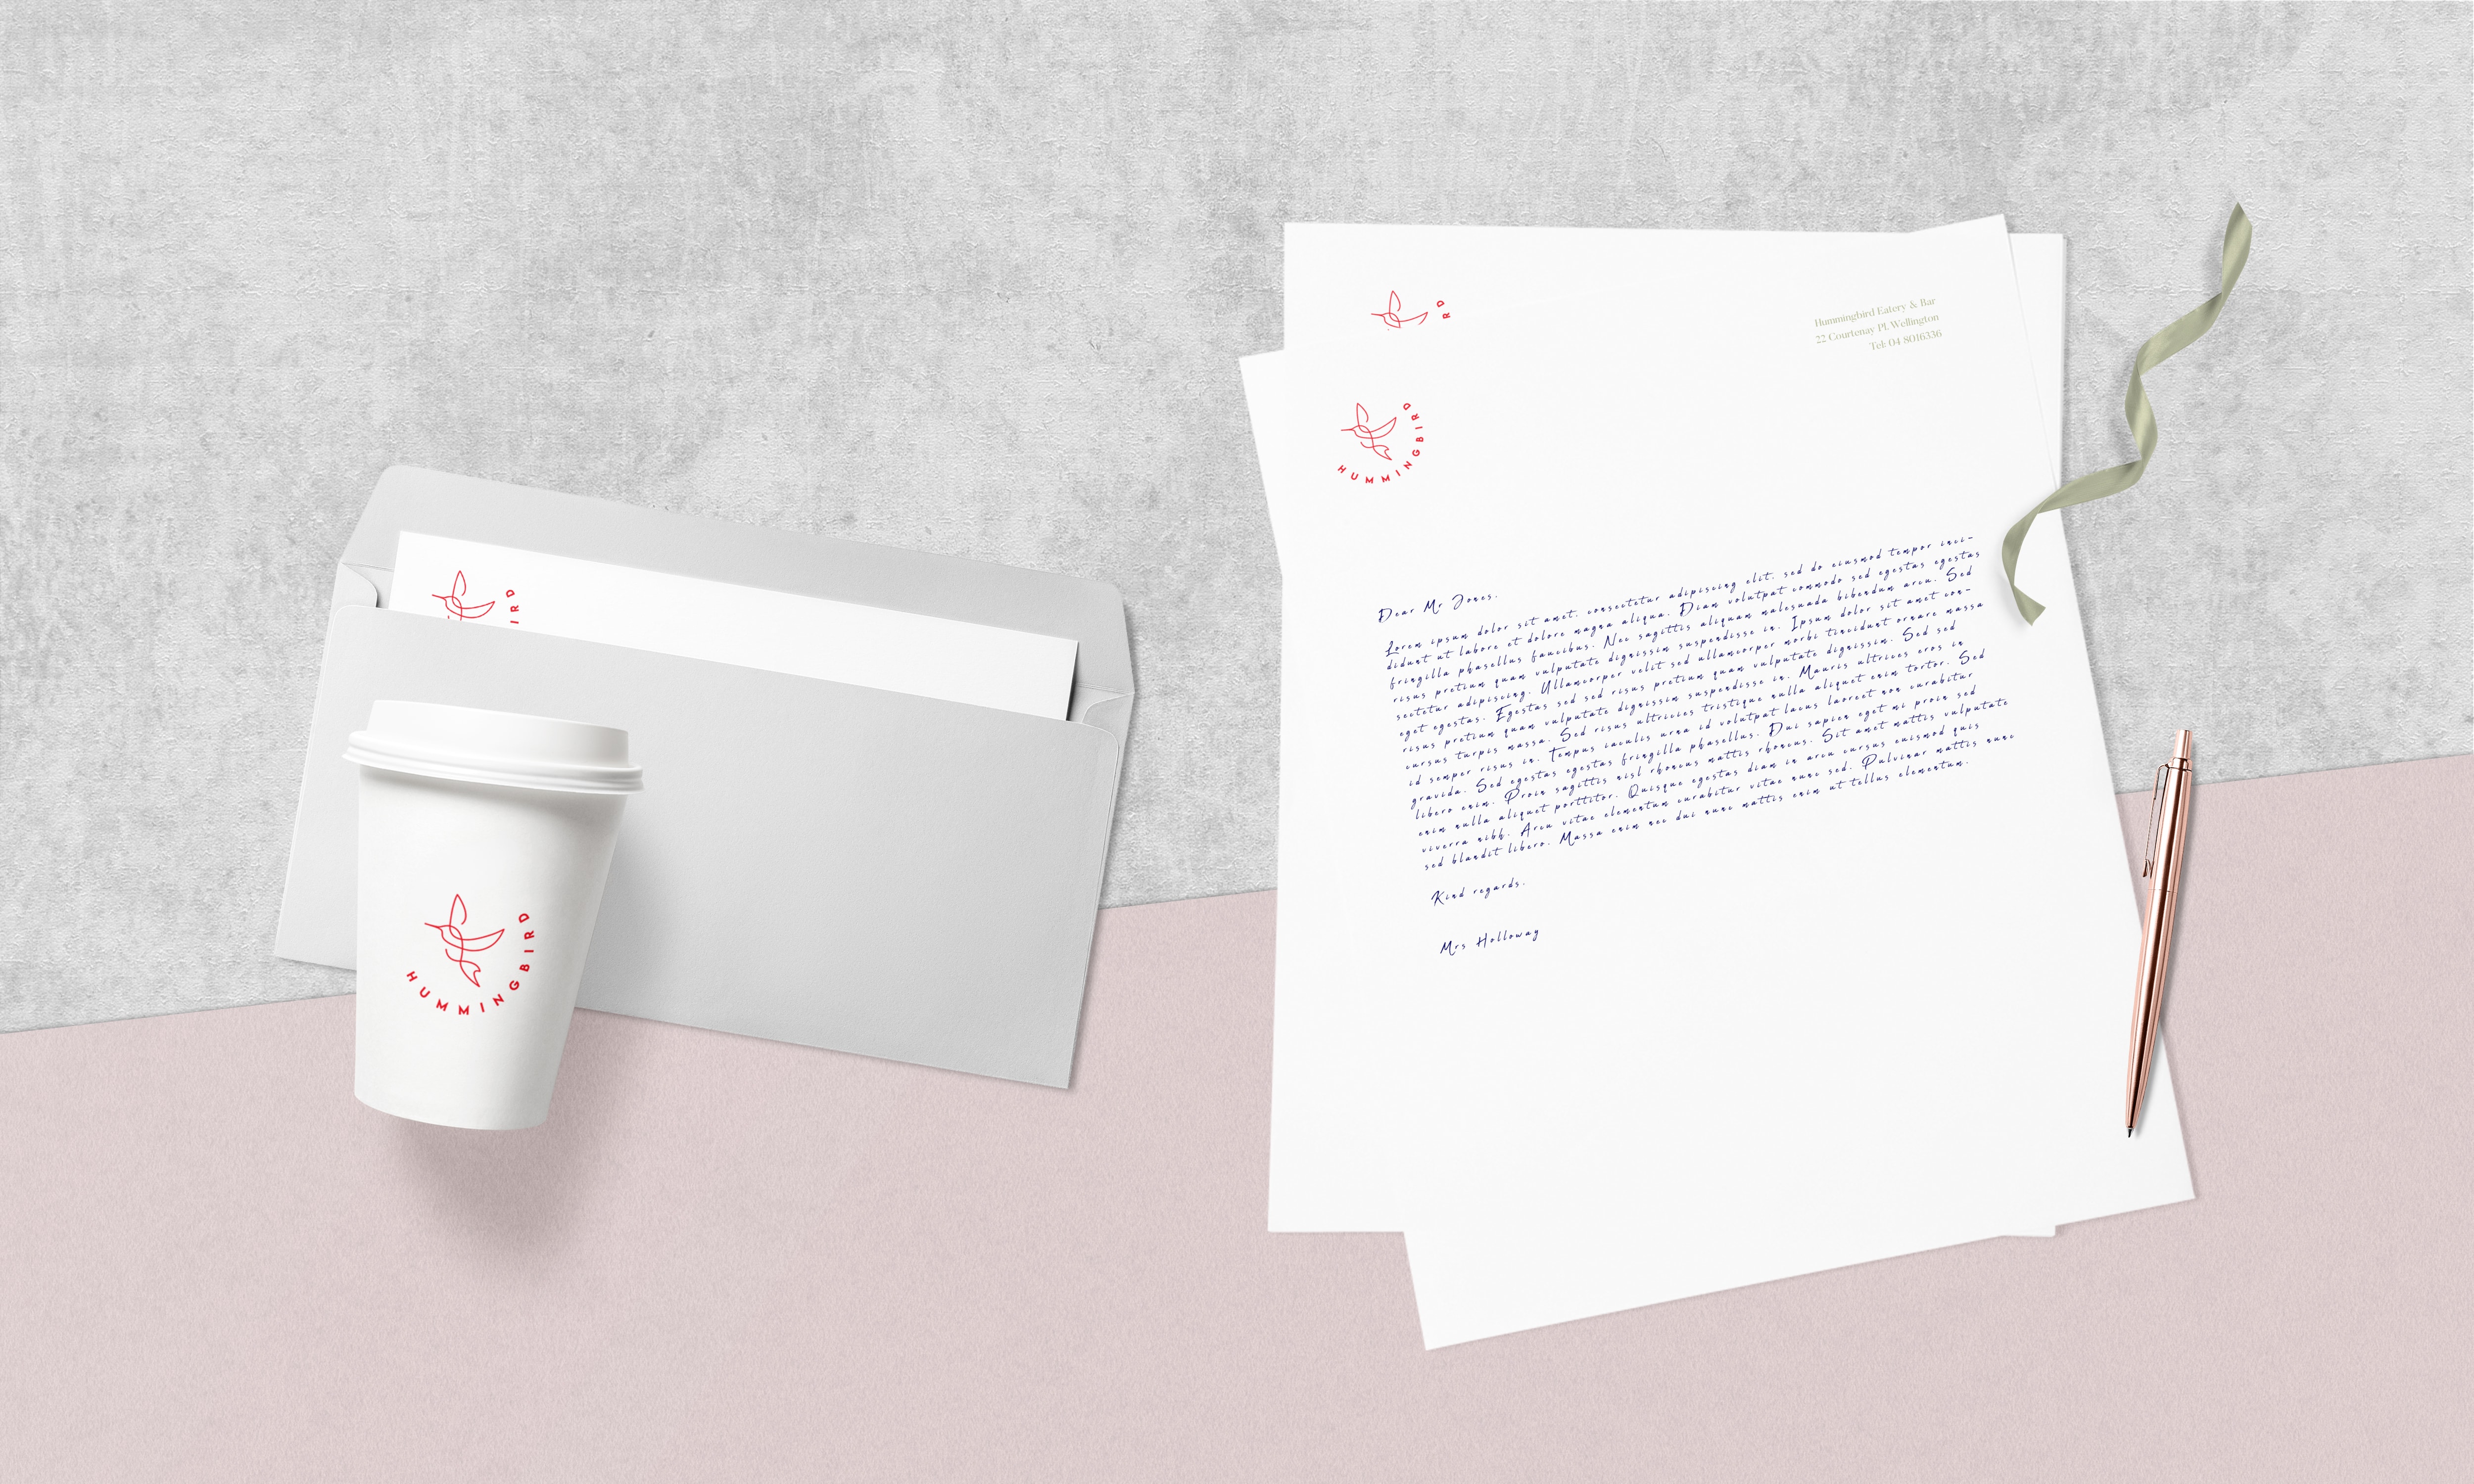 RD
Hummingbird Eatery & Bar
22 Courtenay Pl. Wellington
Tel: 04 8016336
HUMMINGBIRD
Dear Mr Jones,
Lorem ipsum dolor sit amet, consectetur adipiscing elit, sed do eiusmod tempor inci-
didunt ut labore et dolore magna aliqua. Diam volutpat commodo sed egestas egestas
fringilla phasellus faucibus. Nec sagittis aliquam malesuada bibendum arcu. Sed
risus pretium quam vulputate dignissim suspendisse in. Ipsum dolor sit amet con-
sectetur adipiscing. Ullamcorper velit sed ullamcorper morbi tincidunt ornare massa
eget egestas. Egestas sed sed risus pretium quam vulputate dignissim. Sed sed
risus pretium quam vulputate dignissim suspendisse in. Mauris ultrices eros in
cursus turpis massa. Sed risus ultricies tristique nulla aliquet enim tortor. Sed
id semper risus in. Tempus iaculis urna id volutpat lacus laoreet non curabitur
gravida. Sed egestas egestas fringilla phasellus. Dui sapien eget mi proin sed
libero enim. Proin sagittis nisl rhoncus mattis rhoncus. Sit amet mattis vulputate
enim nulla aliquet porttitor. Quisque egestas diam in arcu cursus euismod quis
viverra nibh. Arcu vitae elementum curabitur vitae nunc sed. Pulvinar mattis nunc
sed blandit libero. Massa enim nec dui nunc mattis enim ut tellus elementum.
Kind regards,
Mrs Holloway
IRD
HUMMINGBIRD